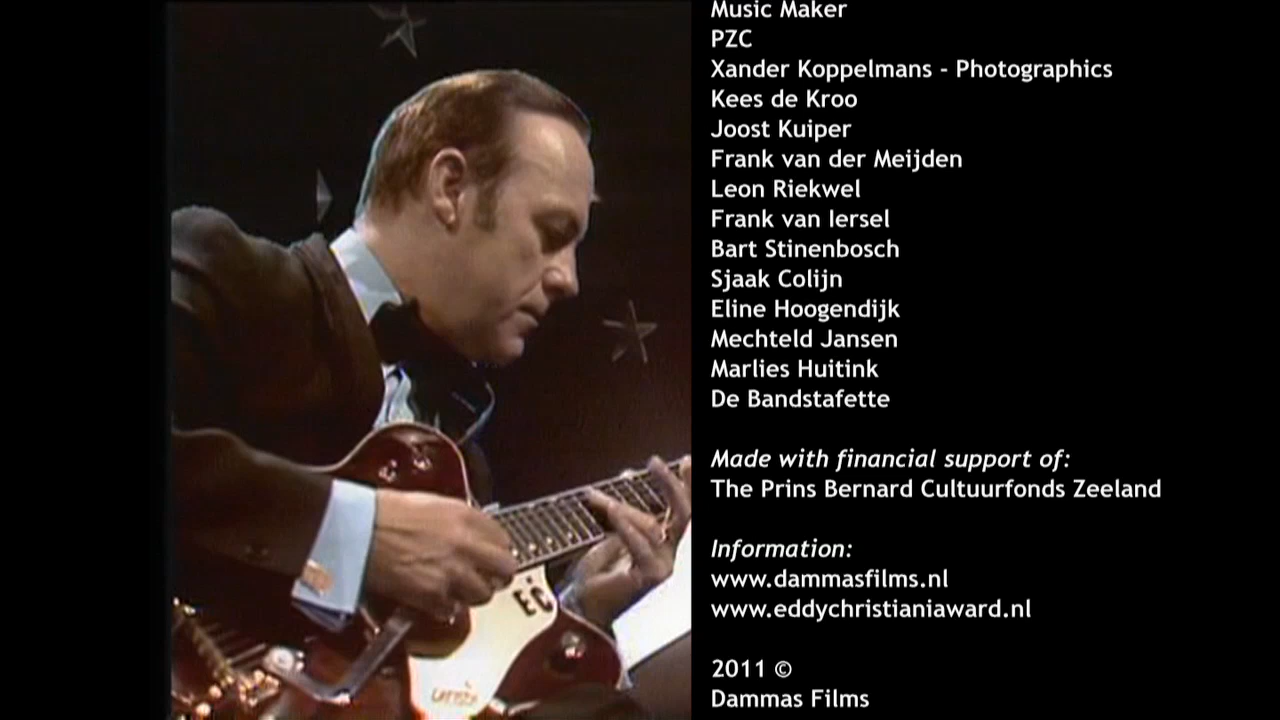 Music Maker
PZC
Xander Koppelmans - Photographics
Kees de Kroo
Joost Kuiper
Frank van der Meijden
Leon Riekwel
Frank van Iersel
Bart Stinenbosch
Sjaak Colijn
Eline Hoogendijk
Mechteld Jansen
Marlies Huitink
De Bandstafette
Made with financial support of:
The Prins Bernard Cultuurfonds Zeeland
Information:
www.dammasfilms.nl
www.eddychristianiaward.nl
2011 ©
Dammas Films
EC